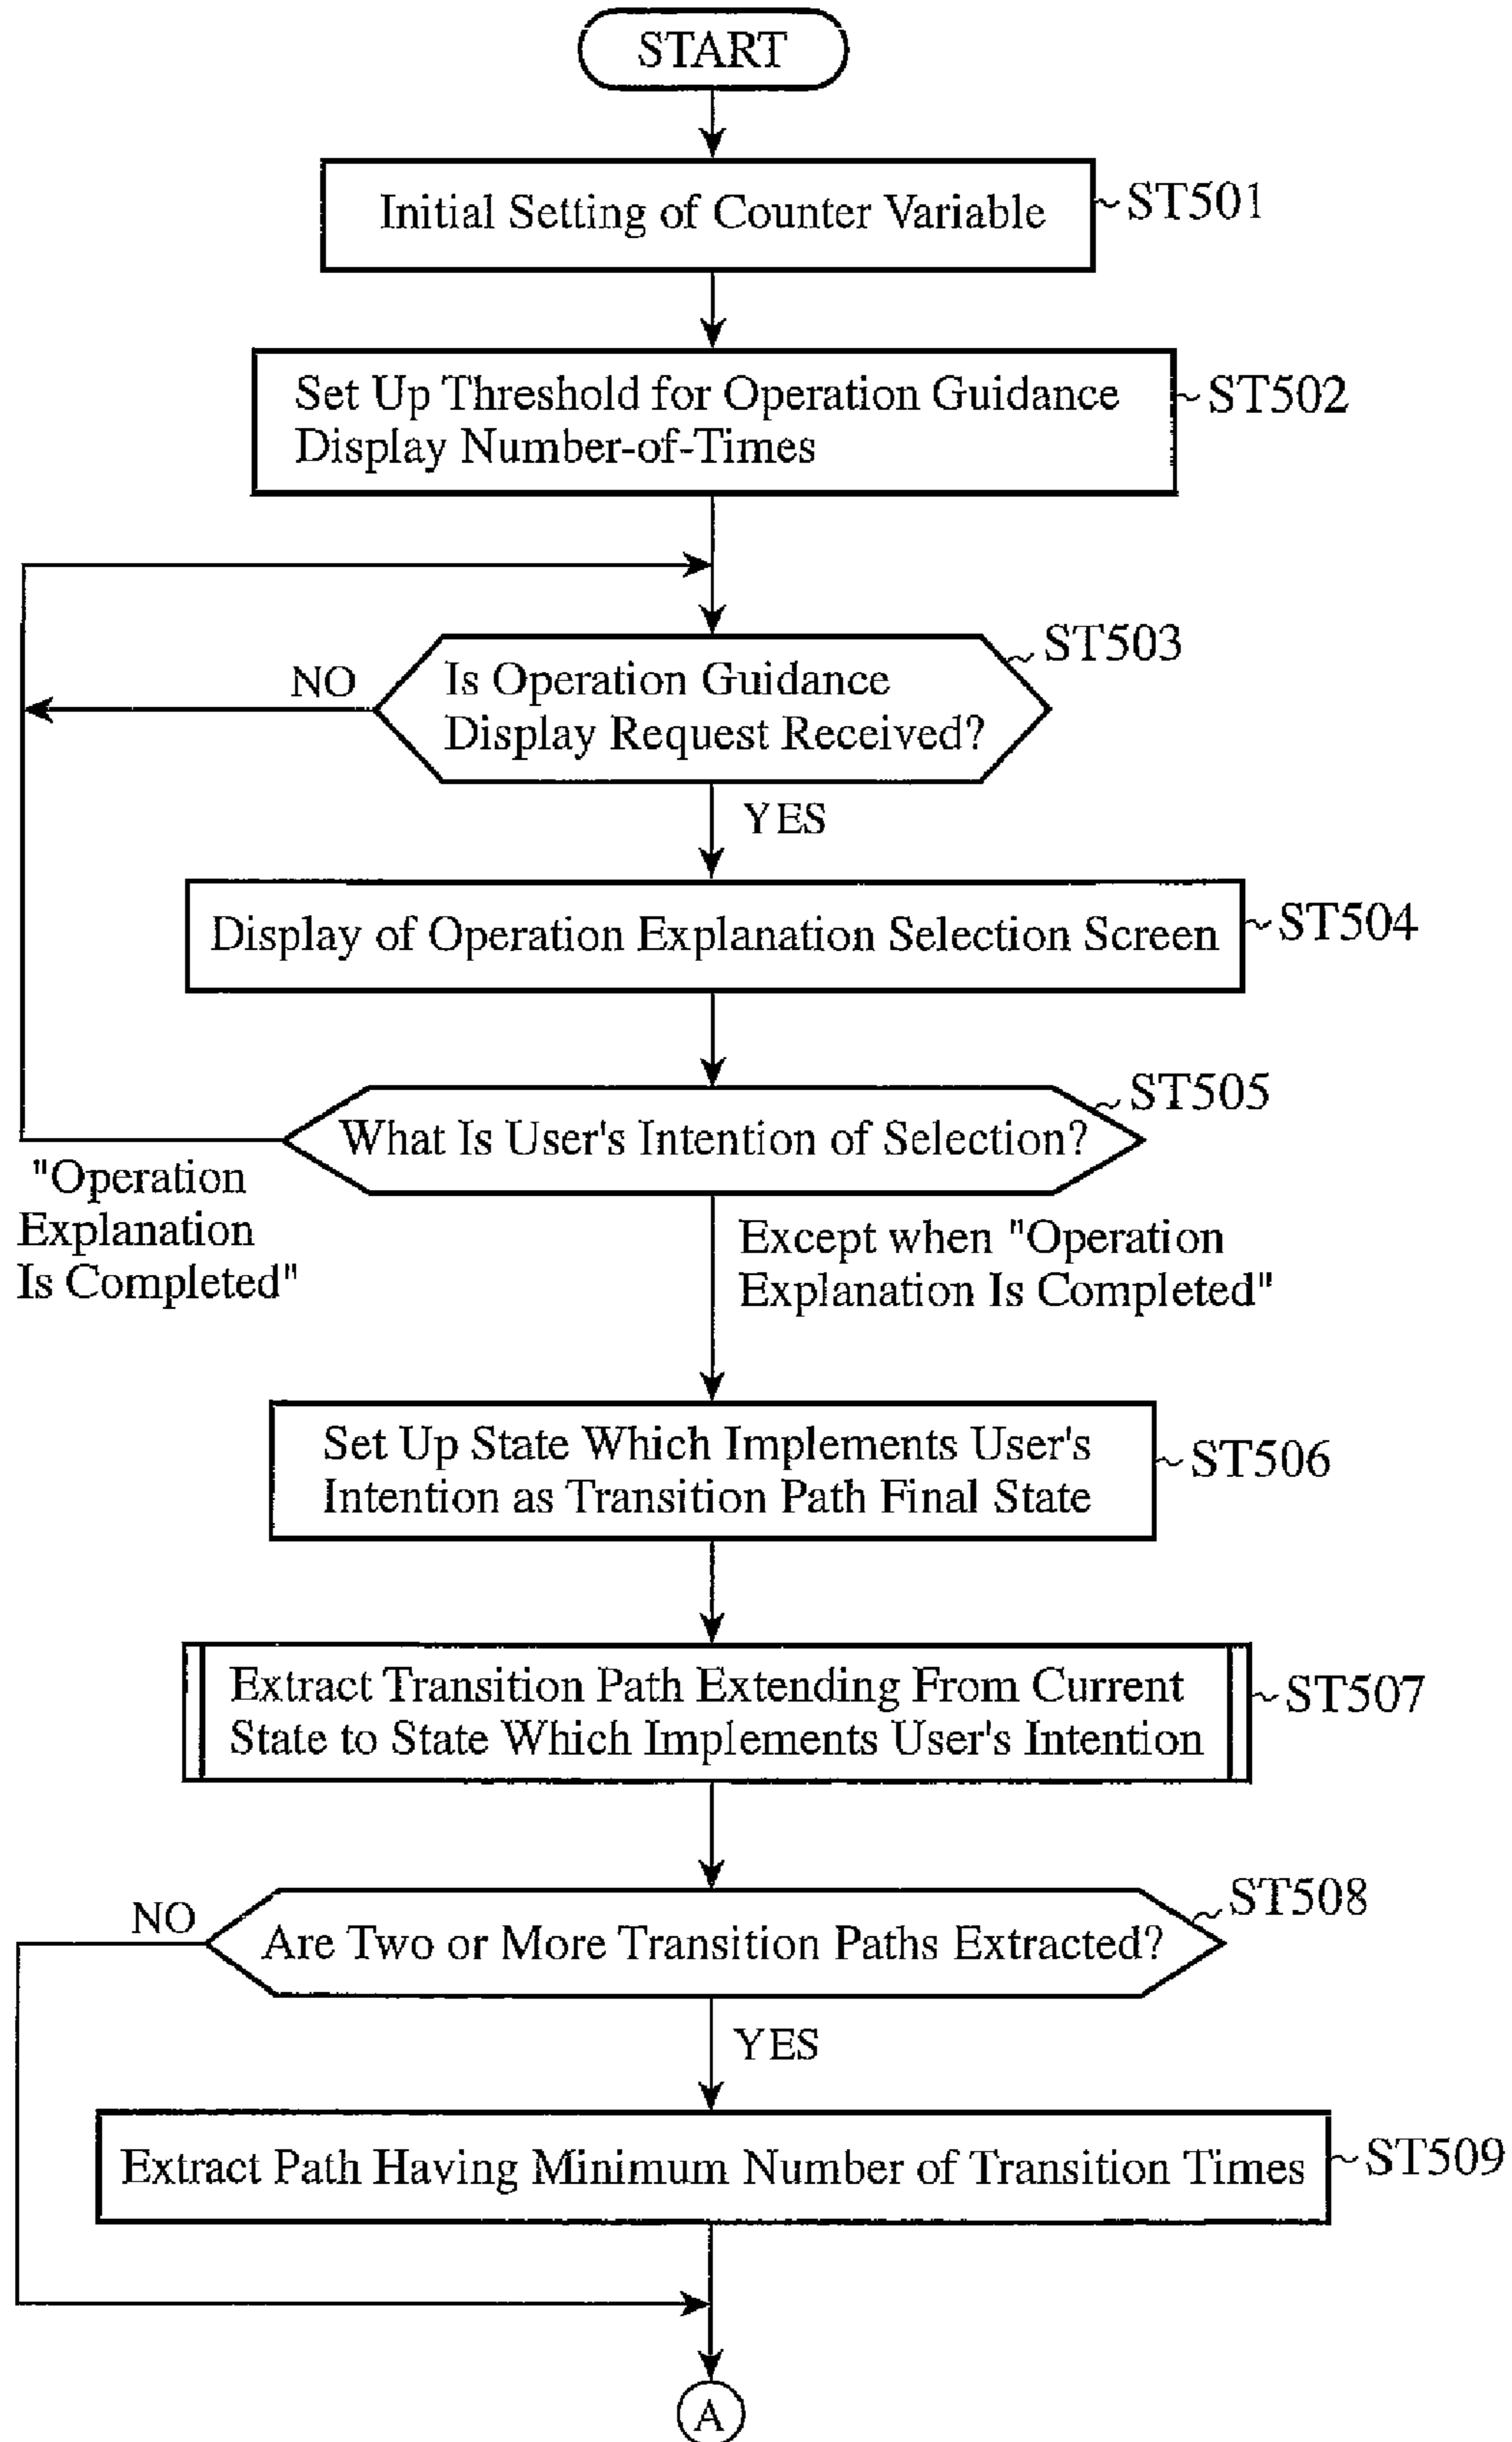 START
Initial Setting of Counter Variable
ST501
Set Up Threshold for Operation Guidance
Display Number-of-Times
ST502
Is Operation Guidance
Display Request Received?
ST503
NO
YES
Display of Operation Explanation Selection Screen
ST504
What Is User's Intention of Selection?
ST505
"Operation
Explanation
Is Completed"
Except when "Operation
Explanation Is Completed"
Set Up State Which Implements User's
Intention as Transition Path Final State
ST506
Extract Transition Path Extending From Current
State to State Which Implements User's Intention
ST507
Are Two or More Transition Paths Extracted?
ST508
NO
YES
Extract Path Having Minimum Number of Transition Times
ST509
A